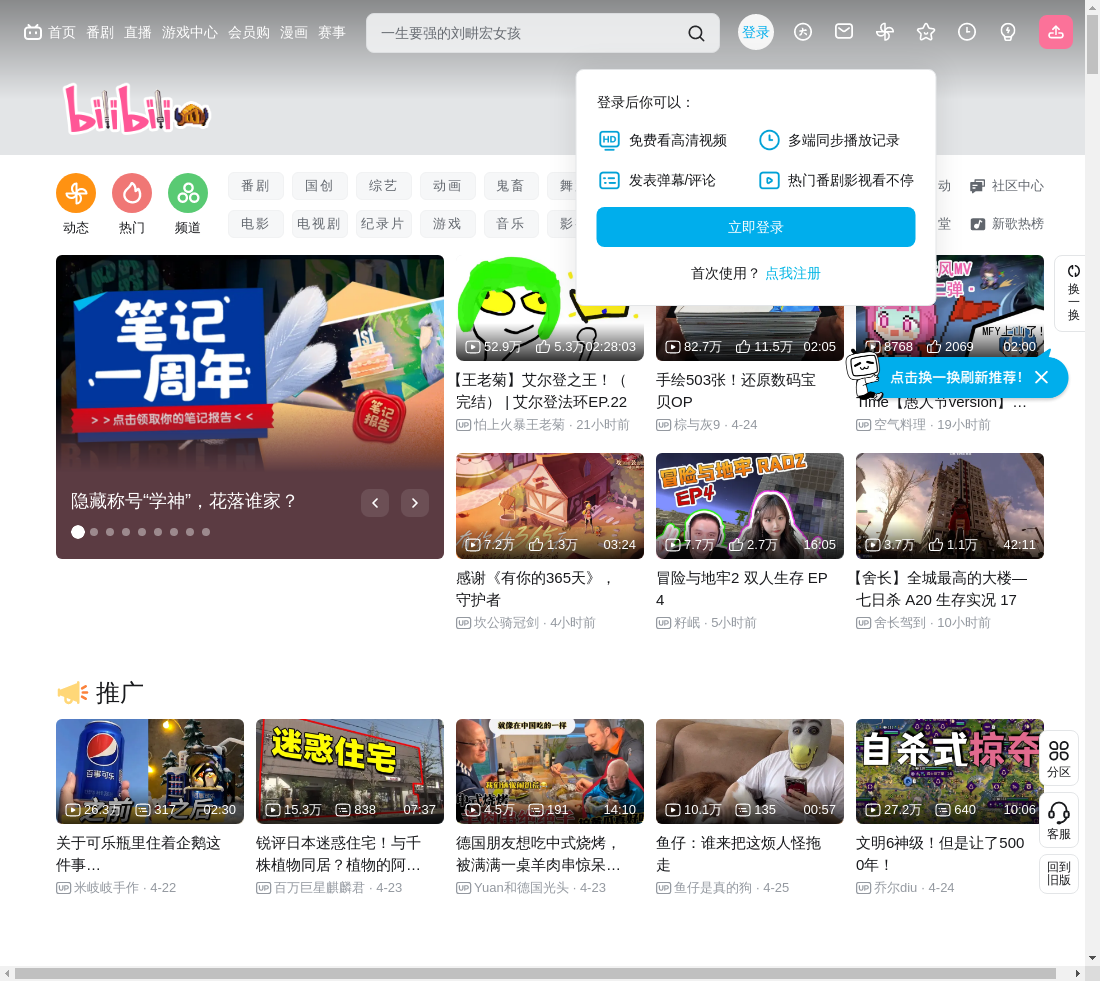 首页 番剧 直播 游戏中心 会员购 漫画 赛事
一生要强的刘畊宏女孩
登录
bilibili
登录后你可以：
HD 免费看高清视频
多端同步播放记录
发表弹幕/评论
热门番剧影视看不停
立即登录
首次使用？ 点我注册
动态
热门
频道
番剧 国创 综艺 动画 鬼畜 舞
动 社区中心
电影 电视剧 纪录片 游戏 音乐 影
堂 新歌热榜
换
一
换
笔记
一周年
>>点击领取你的笔记报告<<
笔记
报告
1st
隐藏称号“学神”，花落谁家？
52.9万 5.3万 02:28:03
【王老菊】艾尔登之王！（
完结） | 艾尔登法环EP.22
UP 怕上火暴王老菊 · 21小时前
82.7万 11.5万 02:05
手绘503张！还原数码宝
贝OP
UP 棕与灰9 · 4-24
风MV
二弹·
MFY上山了！
8768 2069 02:00
点击换一换刷新推荐！
Time【愚人节version】…
UP 空气料理 · 19小时前
7.2万 1.3万 03:24
感谢《有你的365天》，
守护者
UP 坎公骑冠剑 · 4小时前
冒险与地牢 RADZ
EP4
7.7万 2.7万 16:05
冒险与地牢2 双人生存 EP
4
UP 籽岷 · 5小时前
3.7万 1.1万 42:11
【舍长】全城最高的大楼—
七日杀 A20 生存实况 17
UP 舍长驾到 · 10小时前
推广
百事可乐
之前 之后
26.3万 317 02:30
关于可乐瓶里住着企鹅这
件事…
UP 米岐岐手作 · 4-22
迷惑住宅
15.3万 838 07:37
锐评日本迷惑住宅！与千
株植物同居？植物的阿…
UP 百万巨星麒麟君 · 4-23
就像在中国吃的一样
4.5万 191 14:10
德国朋友想吃中式烧烤，
被满满一桌羊肉串惊呆…
UP Yuan和德国光头 · 4-23
10.1万 135 00:57
鱼仔：谁来把这烦人怪拖
走
UP 鱼仔是真的狗 · 4-25
自杀式掠夺
27.2万 640 10:06
文明6神级！但是让了500
0年！
UP 乔尔diu · 4-24
分区
客服
回到
旧版